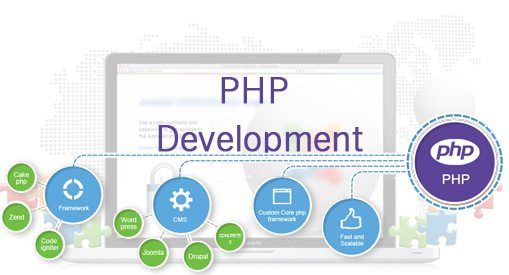 PHP
Development
php
PHP
Cake
php
Framework
Zend
Code
igniter
CMS
Word
press
Joomla
Drupal
CONCRETE
5
Custom Core php
framework
Fast and
Scalable